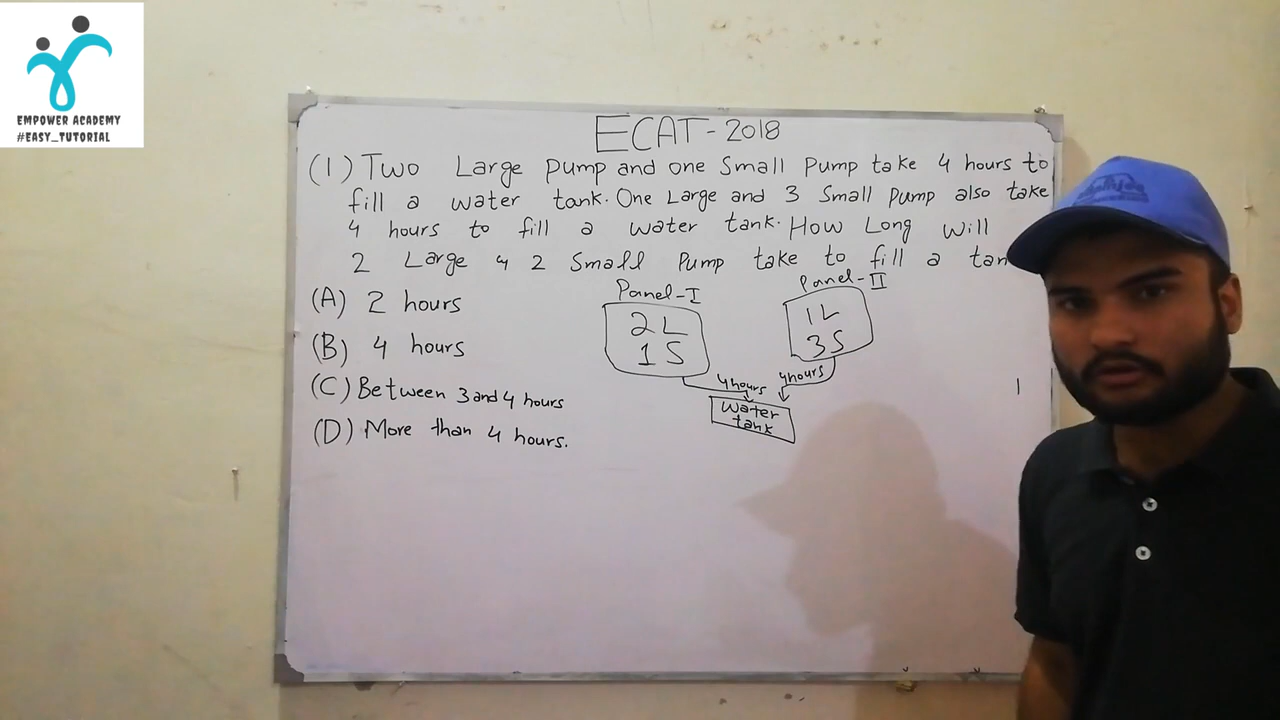 EMPOWER ACADEMY
#EASY_TUTORIAL
ECAT-2018
(1) Two Large Pump and one Small Pump take 4 hours to
fill a water tank. One Large and 3 Small Pump also take
4 hours to fill a water tank. How Long will
2 Large & 2 Small Pump take to fill a tan
(A) 2 hours
(B) 4 hours
(C) Between 3 and 4 hours
(D) More than 4 hours.
Panel-I
2L
1S
Panel-II
1L
3S
4 hours
4 hours
Water
tank